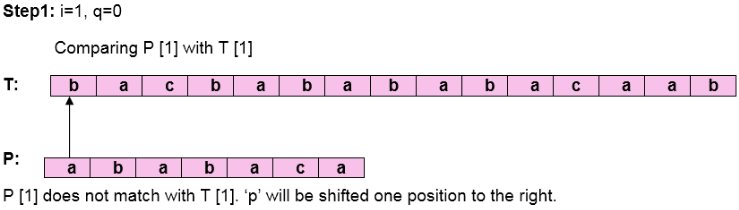 Step1: i=1, q=0
Comparing P [1] with T [1]
T: b a c b a b a b a b a c a a b
P: a b a b a c a
P [1] does not match with T [1]. ‘p’ will be shifted one position to the right.